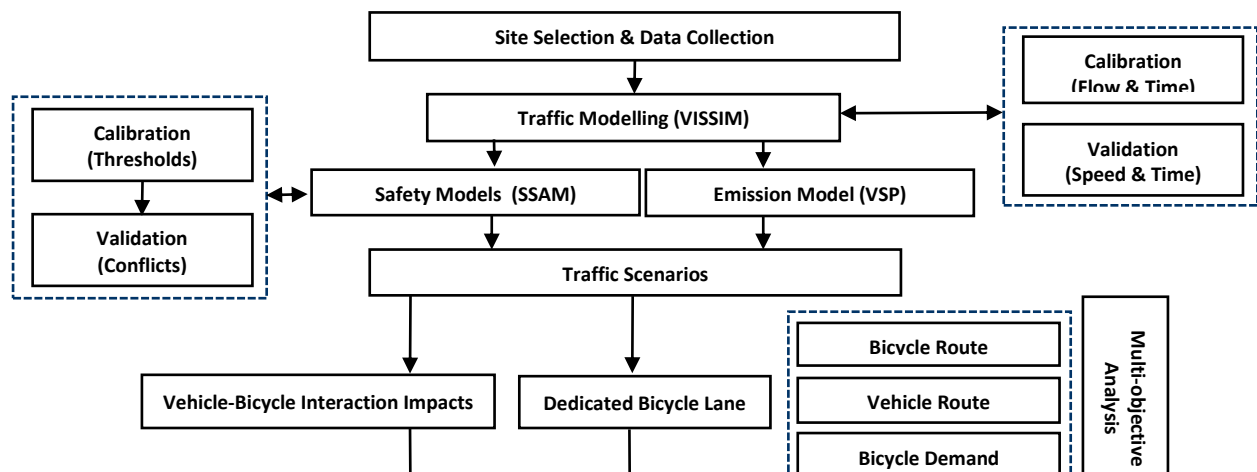 Site Selection & Data Collection
Calibration
(Flow & Time)
Traffic Modelling (VISSIM)
Calibration
(Thresholds)
Validation
(Speed & Time)
Safety Models (SSAM)
Emission Model (VSP)
Validation
(Conflicts)
Traffic Scenarios
Bicycle Route
Vehicle-Bicycle Interaction Impacts
Dedicated Bicycle Lane
Vehicle Route
Bicycle Demand
Multi-objective
Analysis